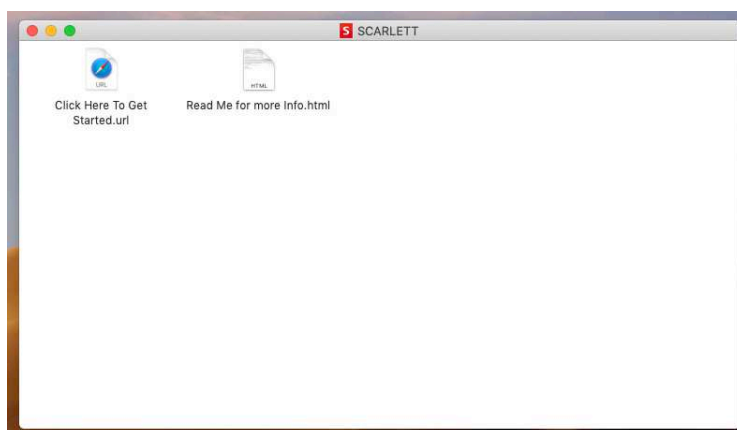 S SCARLETT
URL
HTML
Click Here To Get
Started.url
Read Me for more Info.html